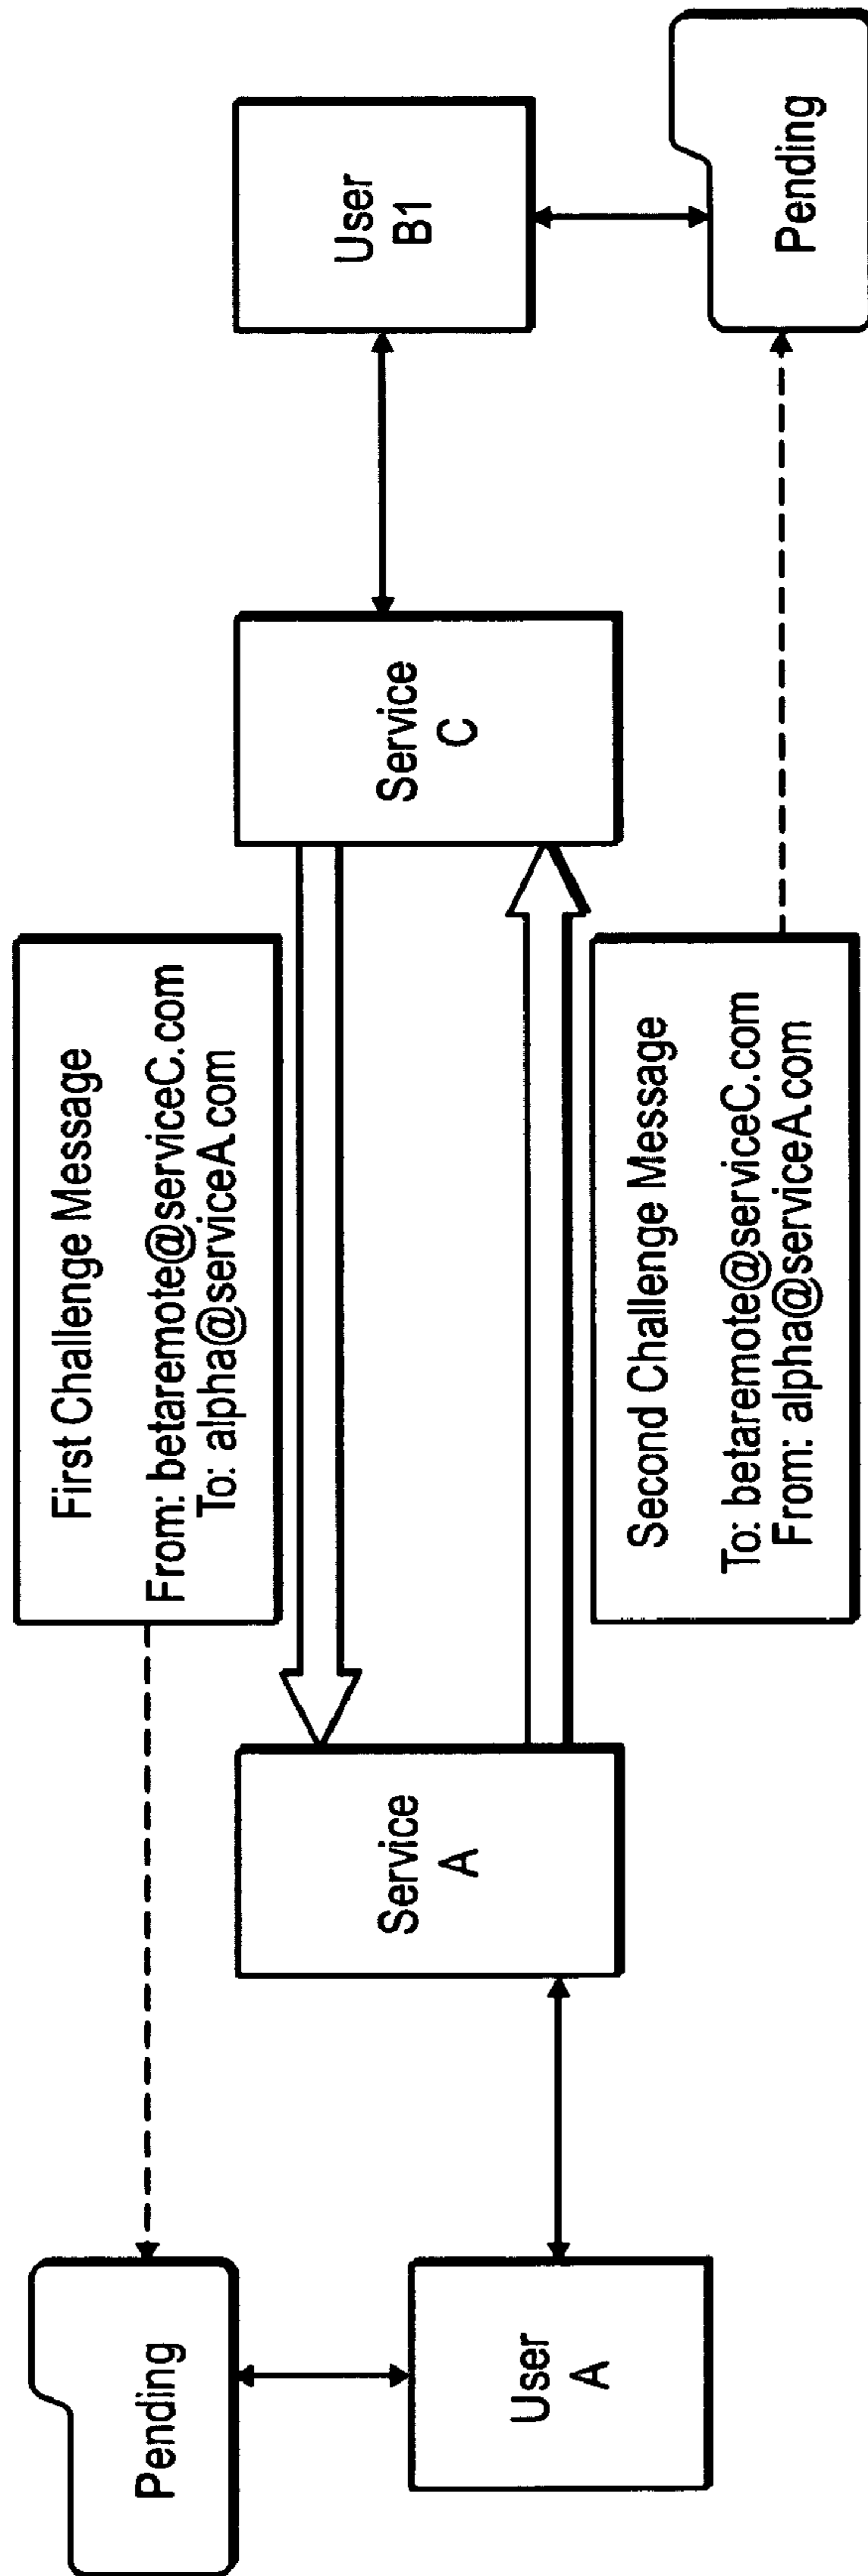 Pending
User
A
Service
A
First Challenge Message
From: betaremote@serviceC.com
To: alpha@serviceA.com
Second Challenge Message
To: betaremote@serviceC.com
From: alpha@serviceA.com
Service
C
User
B1
Pending